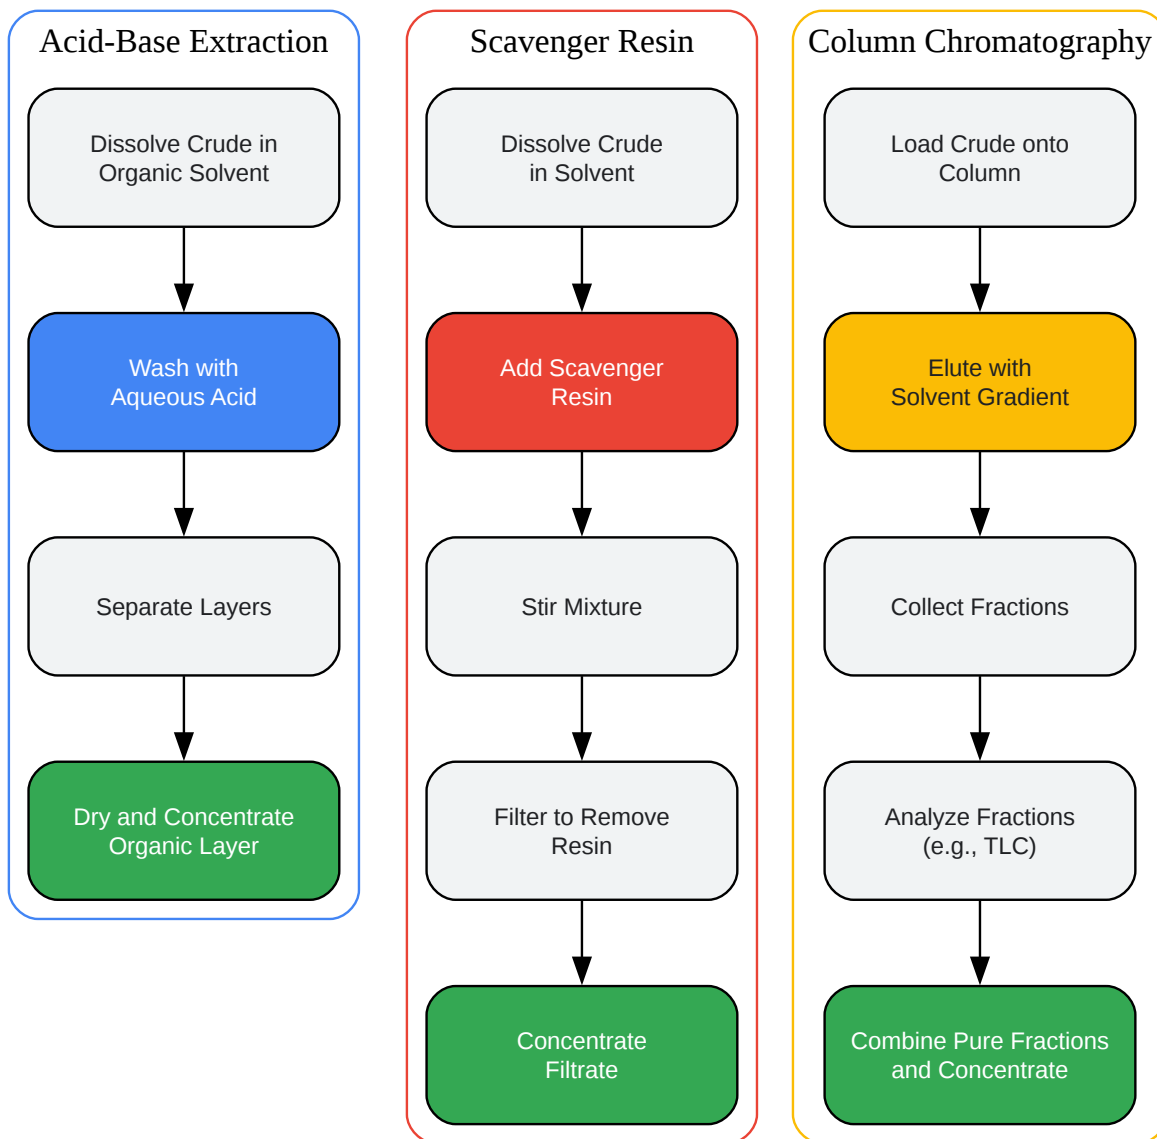 Acid-Base Extraction
Dissolve Crude in
Organic Solvent
Wash with
Aqueous Acid
Separate Layers
Dry and Concentrate
Organic Layer
Scavenger Resin
Dissolve Crude
in Solvent
Add Scavenger
Resin
Stir Mixture
Filter to Remove
Resin
Concentrate
Filtrate
Column Chromatography
Load Crude onto
Column
Elute with
Solvent Gradient
Collect Fractions
Analyze Fractions
(e.g., TLC)
Combine Pure Fractions
and Concentrate